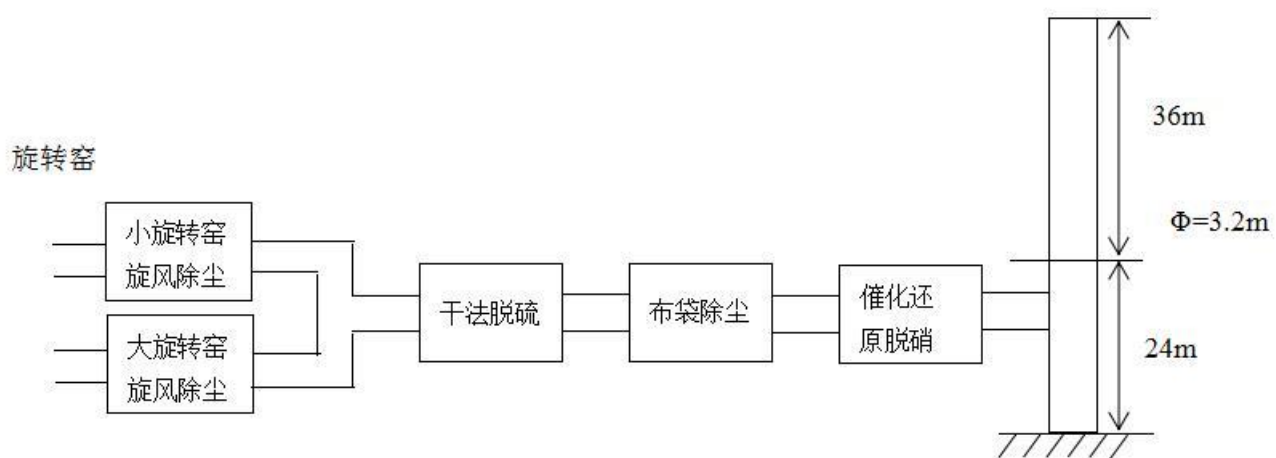 36m
旋转窑
Φ=3.2m
小旋转窑
旋风除尘
大旋转窑
旋风除尘
干法脱硫
布袋除尘
催化还
原脱硝
24m